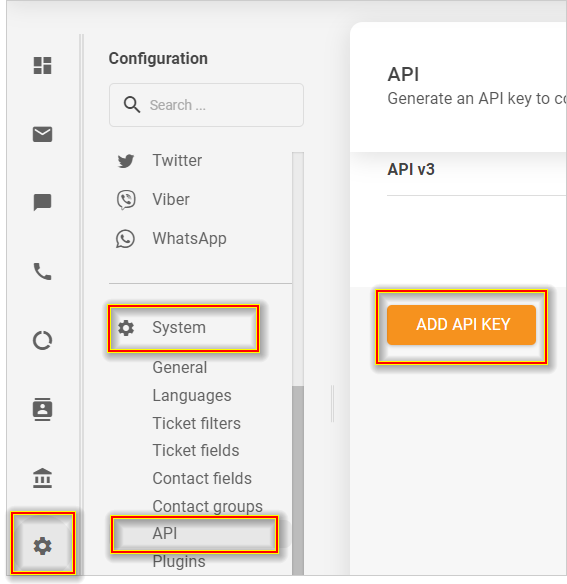 Configuration
Search ...
Twitter
Viber
WhatsApp
System
General
Languages
Ticket filters
Ticket fields
Contact fields
Contact groups
API
Plugins
API
Generate an API key to co
API v3
ADD API KEY